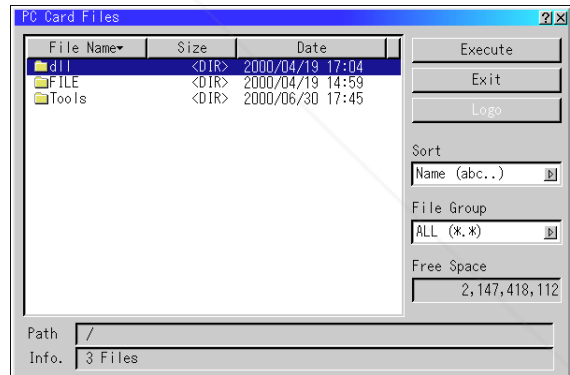 PC Card Files
File Name Size Date
dll <DIR> 2000/04/19 17:04
FILE <DIR> 2000/04/19 14:59
Tools <DIR> 2000/06/30 17:45
Execute
Exit
Logo
Sort
Name (abc..)
File Group
ALL (*.*)
Free Space
2,147,418,112
Path /
Info. 3 Files